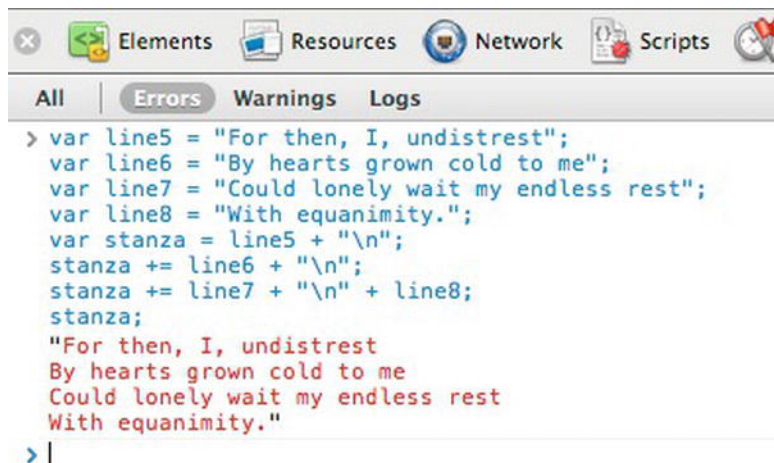 Elements Resources Network Scripts
All Errors Warnings Logs
> var line5 = "For then, I, undistrest";
var line6 = "By hearts grown cold to me";
var line7 = "Could lonely wait my endless rest";
var line8 = "With equanimity.";
var stanza = line5 + "\n";
stanza += line6 + "\n";
stanza += line7 + "\n" + line8;
stanza;
"For then, I, undistrest
By hearts grown cold to me
Could lonely wait my endless rest
With equanimity."
>